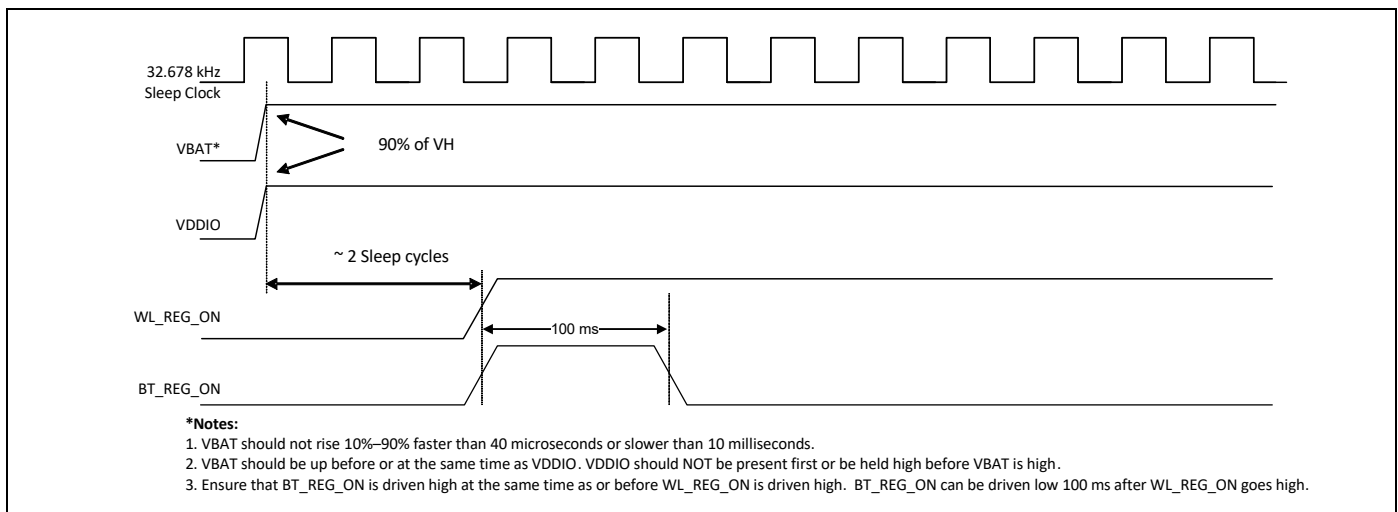 32.678 kHz
Sleep Clock
90% of VH
VBAT*
VDDIO
~ 2 Sleep cycles
WL_REG_ON
100 ms
BT_REG_ON
*Notes:
1. VBAT should not rise 10%–90% faster than 40 microseconds or slower than 10 milliseconds.
2. VBAT should be up before or at the same time as VDDIO. VDDIO should NOT be present first or be held high before VBAT is high.
3. Ensure that BT_REG_ON is driven high at the same time as or before WL_REG_ON is driven high. BT_REG_ON can be driven low 100 ms after WL_REG_ON goes high.